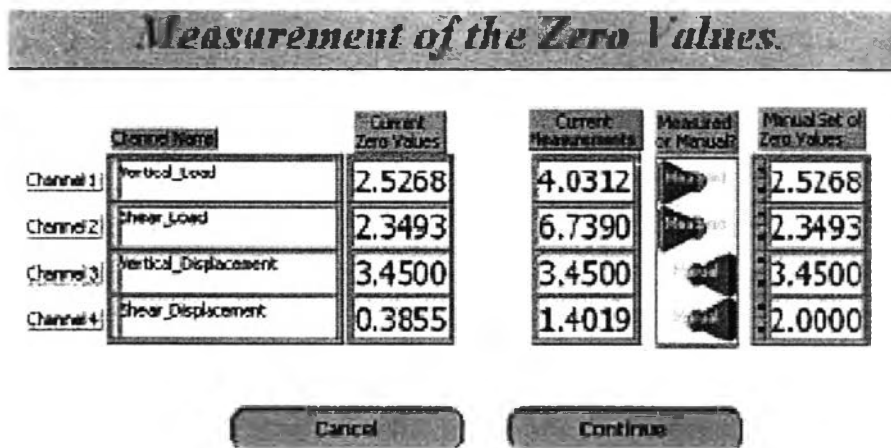 Measurement of the Zero Values.
Channel Name
Current Zero Values
Current Measurements
Measured or Manual?
Manual Set of Zero Values
Channel 1 Vertical_Load 2.5268 4.0312 2.5268
Channel 2 Shear_Load 2.3493 6.7390 2.3493
Channel 3 Vertical_Displacement 3.4500 3.4500 3.4500
Channel 4 Shear_Displacement 0.3855 1.4019 2.0000
Cancel Continue